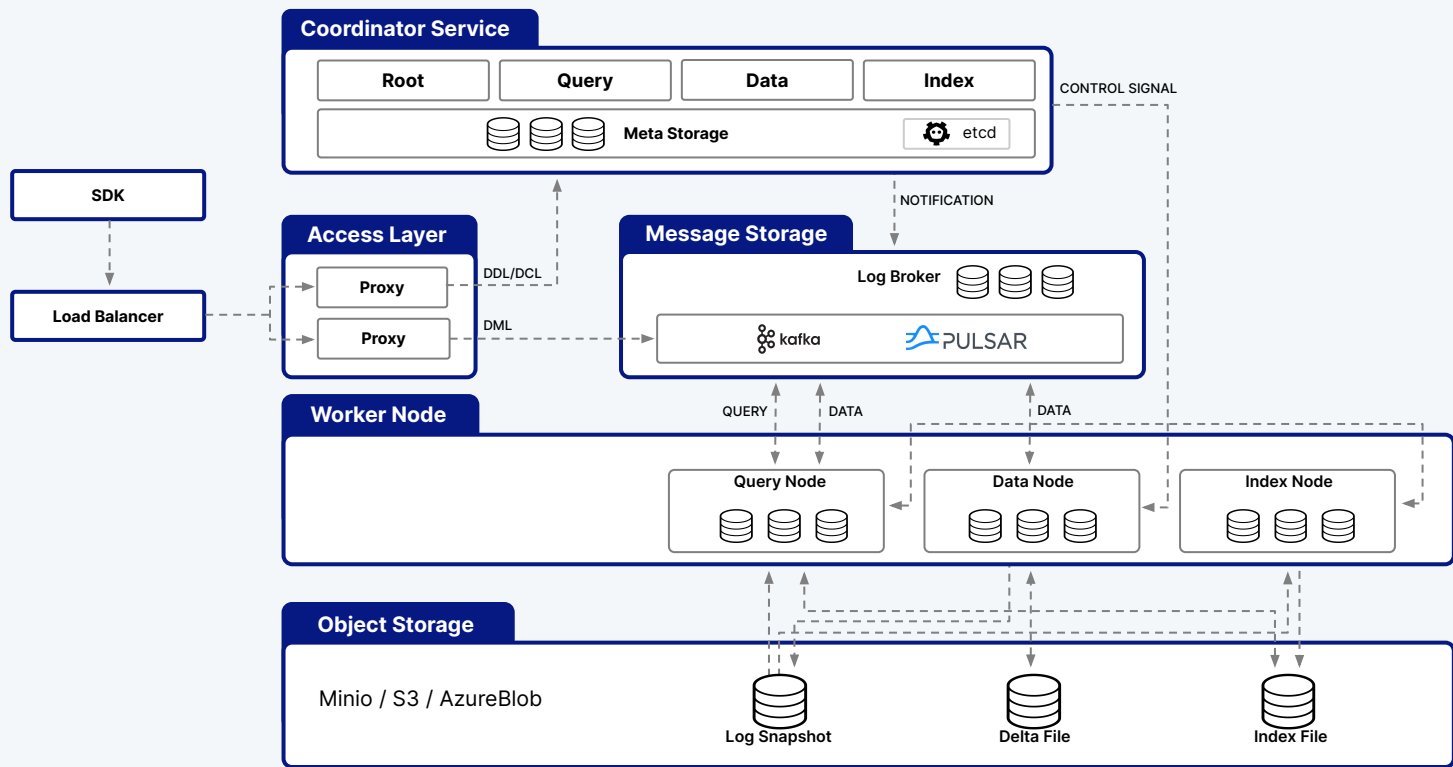 Coordinator Service
Root
Query
Data
Index
Meta Storage
etcd
CONTROL SIGNAL
SDK
NOTIFICATION
Access Layer
Message Storage
Log Broker
Proxy
DDL/DCL
Load Balancer
Proxy
DML
kafka
PULSAR
Worker Node
QUERY
DATA
DATA
Query Node
Data Node
Index Node
Object Storage
Minio / S3 / AzureBlob
Log Snapshot
Delta File
Index File